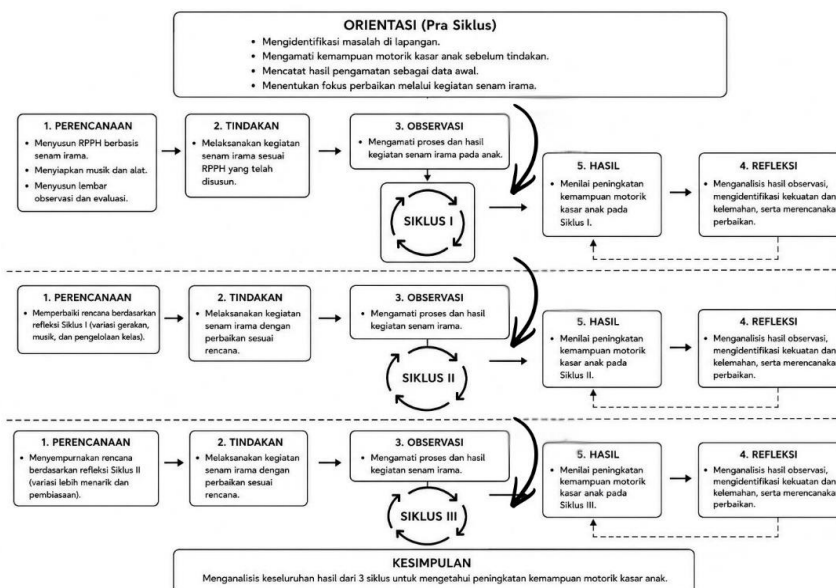 ORIENTASI (Pra Siklus)
• Mengidentifikasi masalah di lapangan.
• Mengamati kemampuan motorik kasar anak sebelum tindakan.
• Mencatat hasil pengamatan sebagai data awal.
• Menentukan fokus perbaikan melalui kegiatan senam irama.
1. PERENCANAAN
• Menyusun RPPH berbasis
senam irama.
• Menyiapkan musik dan alat.
• Menyusun lembar
observasi dan evaluasi.
2. TINDAKAN
• Melaksanakan kegiatan
senam irama sesuai
RPPH yang telah
disusun.
3. OBSERVASI
• Mengamati proses dan hasil
kegiatan senam irama pada anak.
SIKLUS I
5. HASIL
• Menilai peningkatan
kemampuan motorik
kasar anak pada
Siklus I.
4. REFLEKSI
• Menganalisis hasil observasi,
mengidentifikasi kekuatan dan
kelemahan, serta merencanakan
perbaikan.
1. PERENCANAAN
• Memperbaiki rencana berdasarkan
refleksi Siklus I (variasi gerakan,
musik, dan pengelolaan kelas).
2. TINDAKAN
• Melaksanakan kegiatan
senam irama dengan
perbaikan sesuai
rencana.
3. OBSERVASI
• Mengamati proses dan hasil
kegiatan senam irama.
SIKLUS II
5. HASIL
• Menilai peningkatan
kemampuan motorik
kasar anak pada
Siklus II.
4. REFLEKSI
• Menganalisis hasil observasi,
mengidentifikasi kekuatan dan
kelemahan, serta merencanakan
perbaikan.
1. PERENCANAAN
• Menyempurnakan rencana
berdasarkan refleksi Siklus II
(variasi lebih menarik dan
pembiasaan).
2. TINDAKAN
• Melaksanakan kegiatan
senam irama dengan
perbaikan sesuai
rencana.
3. OBSERVASI
• Mengamati proses dan hasil
kegiatan senam irama.
SIKLUS III
5. HASIL
• Menilai peningkatan
kemampuan motorik
kasar anak pada
Siklus III.
4. REFLEKSI
• Menganalisis hasil observasi,
mengidentifikasi kekuatan dan
kelemahan, serta merencanakan
perbaikan.
KESIMPULAN
Menganalisis keseluruhan hasil dari 3 siklus untuk mengetahui peningkatan kemampuan motorik kasar anak.